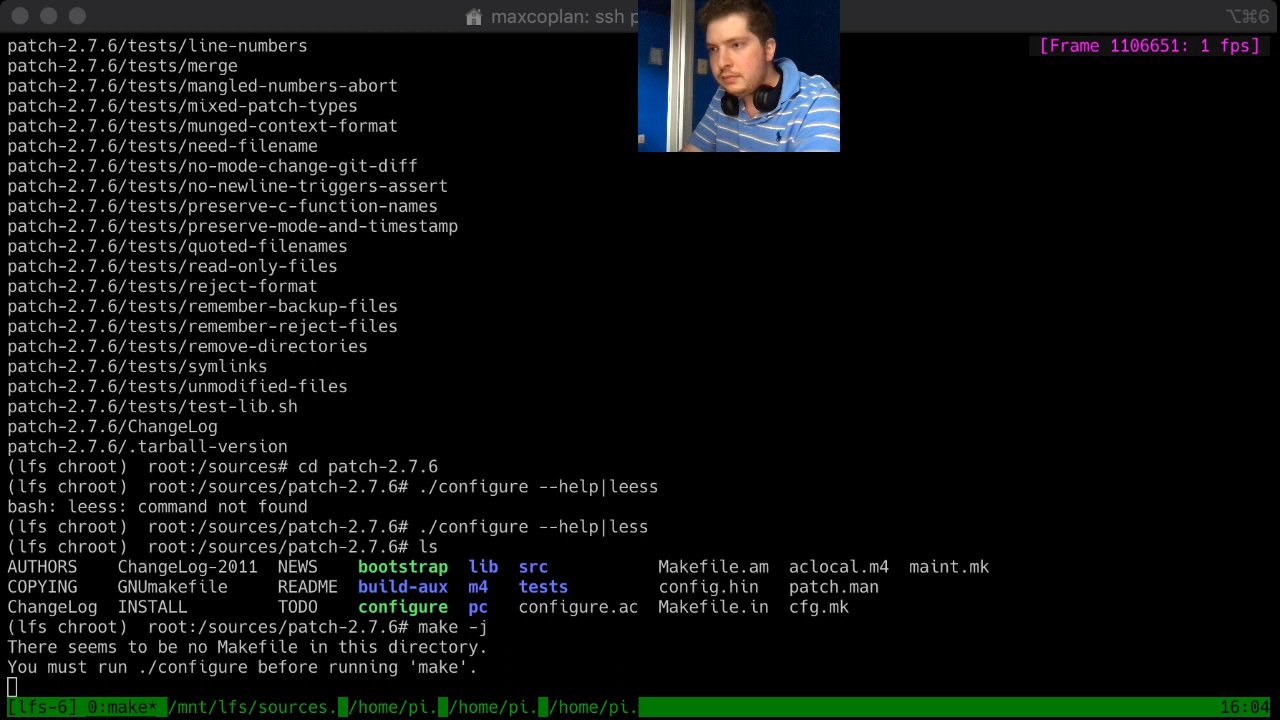 maxcoplan: ssh p
⌥⌘6
patch-2.7.6/tests/line-numbers
[Frame 1106651: 1 fps]
patch-2.7.6/tests/merge
patch-2.7.6/tests/mangled-numbers-abort
patch-2.7.6/tests/mixed-patch-types
patch-2.7.6/tests/munged-context-format
patch-2.7.6/tests/need-filename
patch-2.7.6/tests/no-mode-change-git-diff
patch-2.7.6/tests/no-newline-triggers-assert
patch-2.7.6/tests/preserve-c-function-names
patch-2.7.6/tests/preserve-mode-and-timestamp
patch-2.7.6/tests/quoted-filenames
patch-2.7.6/tests/read-only-files
patch-2.7.6/tests/reject-format
patch-2.7.6/tests/remember-backup-files
patch-2.7.6/tests/remember-reject-files
patch-2.7.6/tests/remove-directories
patch-2.7.6/tests/symlinks
patch-2.7.6/tests/unmodified-files
patch-2.7.6/tests/test-lib.sh
patch-2.7.6/ChangeLog
patch-2.7.6/.tarball-version
(lfs chroot)  root:/sources# cd patch-2.7.6
(lfs chroot)  root:/sources/patch-2.7.6# ./configure --help|leess
bash: leess: command not found
(lfs chroot)  root:/sources/patch-2.7.6# ./configure --help|less
(lfs chroot)  root:/sources/patch-2.7.6# ls
AUTHORS    ChangeLog-2011  NEWS    bootstrap  lib  src           Makefile.am  aclocal.m4  maint.mk
COPYING    GNUmakefile     README  build-aux  m4   tests         config.hin   patch.man
ChangeLog  INSTALL         TODO    configure  pc   configure.ac  Makefile.in  cfg.mk
(lfs chroot)  root:/sources/patch-2.7.6# make -j
There seems to be no Makefile in this directory.
You must run ./configure before running 'make'.
[lfs-6] 0:make* /mnt/lfs/sources. /home/pi. /home/pi. /home/pi. 16:04